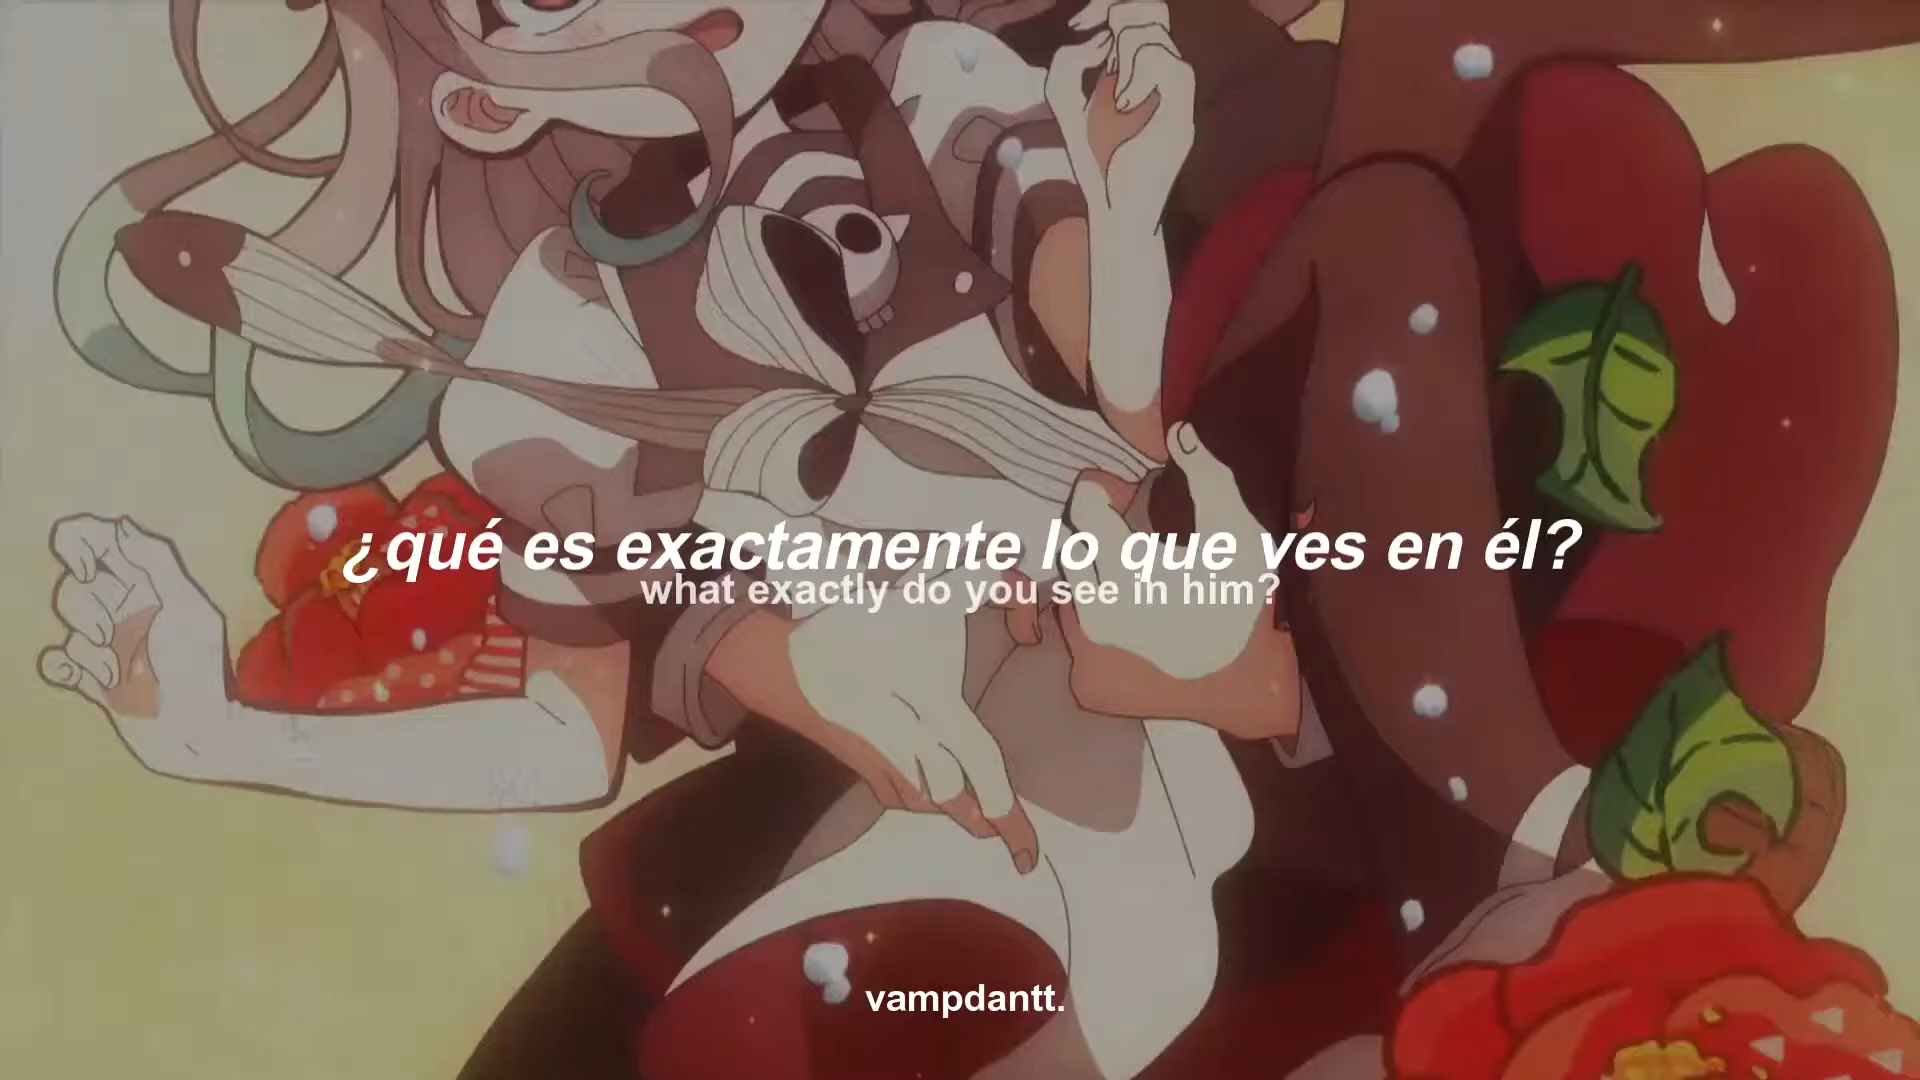 ¿qué es exactamente lo que ves en él?
what exactly do you see in him?
vampdantt.